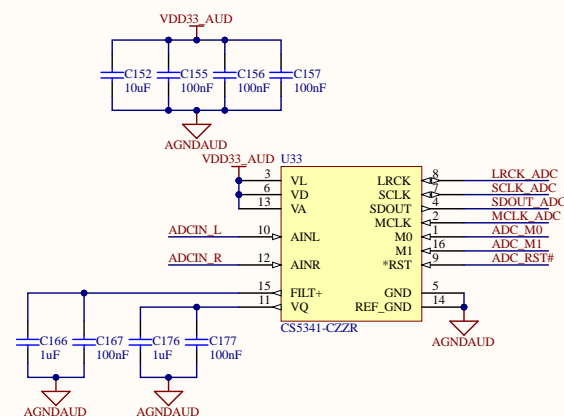 VDD33_AUD
C152 C155 C156 C157
10uF 100nF 100nF 100nF
AGNDAUD
VDD33_AUD U33
3 VL LRCK 8 LRCK_ADC
6 VD SCLK 7 SCLK_ADC
13 VA SDOUT 4 SDOUT_ADC
MCLK 2 MCLK_ADC
ADCIN_L 10 AINL M0 1 ADC_M0
M1 16 ADC_M1
ADCIN_R 12 AINR *RST 9 ADC_RST#
15 FILT+ GND 5
11 VQ REF_GND 14
CS5341-CZZR
C166 C167 C176 C177
1uF 100nF 1uF 100nF
AGNDAUD
AGNDAUD AGNDAUD